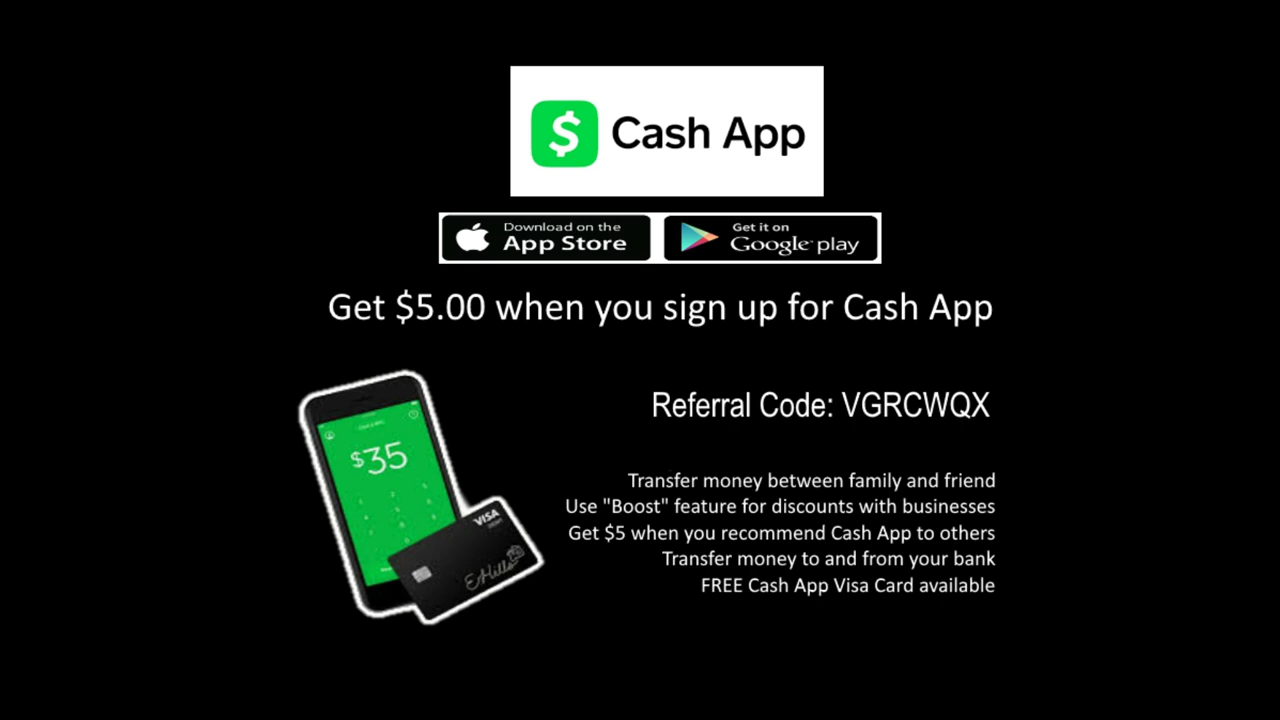 $ Cash App
Download on the
App Store
Get it on
Google play
Get $5.00 when you sign up for Cash App
$35
Referral Code: VGRCWQX
VISA
DEBIT
Transfer money between family and friend
Use "Boost" feature for discounts with businesses
Get $5 when you recommend Cash App to others
Transfer money to and from your bank
FREE Cash App Visa Card available